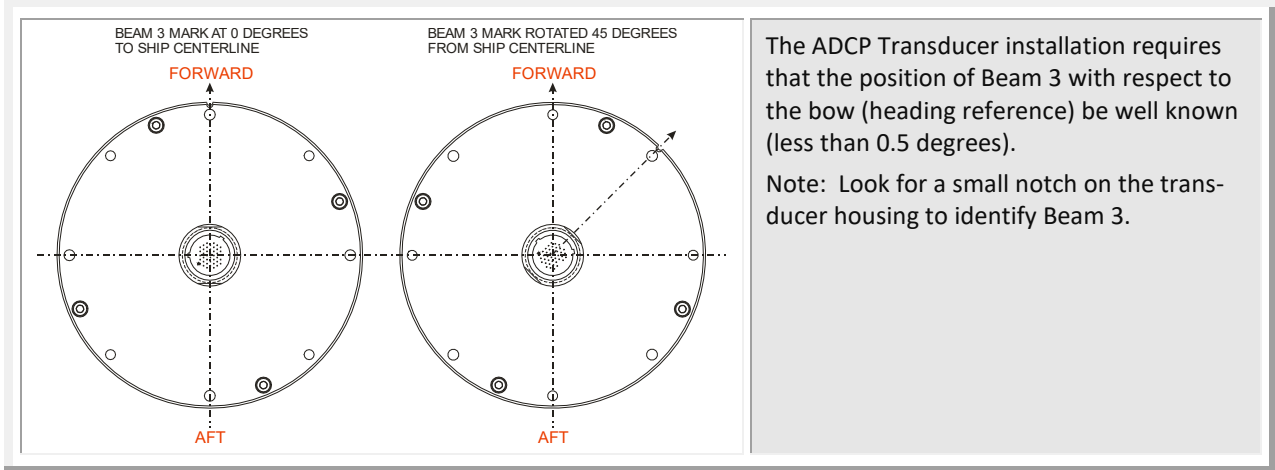 BEAM 3 MARK AT 0 DEGREES
TO SHIP CENTERLINE
FORWARD
AFT
BEAM 3 MARK ROTATED 45 DEGREES
FROM SHIP CENTERLINE
FORWARD
AFT
The ADCP Transducer installation requires
that the position of Beam 3 with respect to
the bow (heading reference) be well known
(less than 0.5 degrees).
Note:  Look for a small notch on the trans-
ducer housing to identify Beam 3.